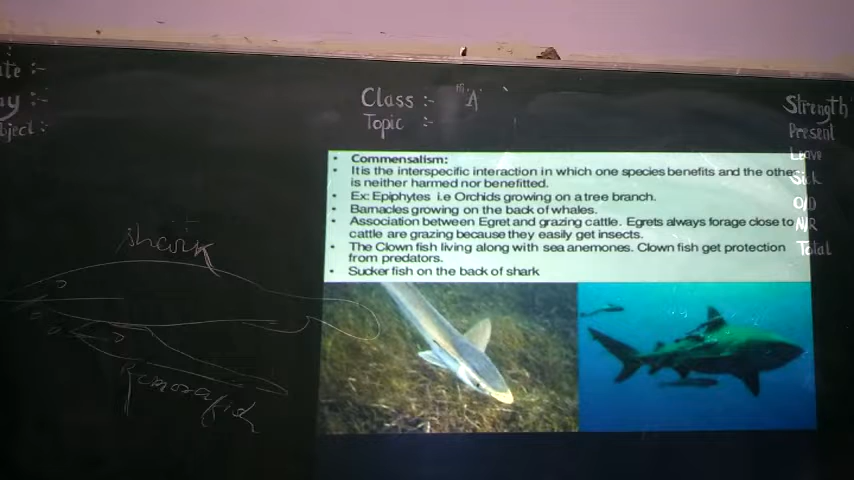 ate :-
ay :-
bject :-
Class :- "A"
Topic :-
Strength
Present
Leave
Sick
O/D
N/R
Total
• Commensalism:
• It is the interspecific interaction in which one species benefits and the other
is neither harmed nor benefitted.
• Ex: Epiphytes i.e Orchids growing on a tree branch.
• Barnacles growing on the back of whales.
• Association between Egret and grazing cattle. Egrets always forage close to
cattle are grazing because they easily get insects.
• The Clown fish living along with sea anemones. Clown fish get protection
from predators.
• Sucker fish on the back of shark
shark
Remorafish